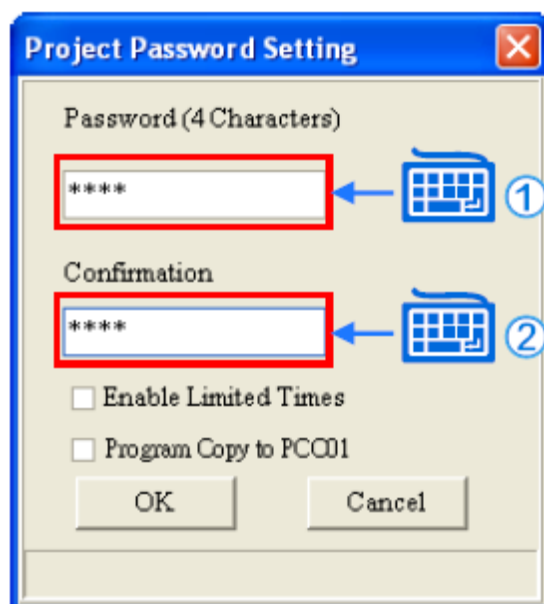 Project Password Setting
Password (4 Characters)
****
①
Confirmation
****
②
Enable Limited Times
Program Copy to PCC01
OK Cancel